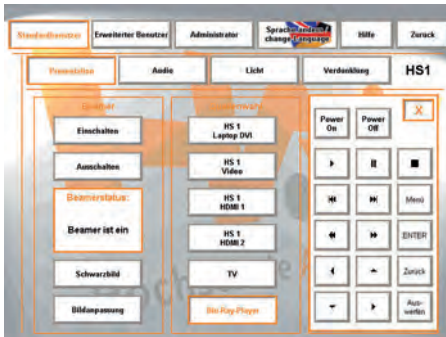 Standardbenutzer
Erweiterter Benutzer
Administrator
Sprache ändern /
change Language
Hilfe
Zurück
Presentation
Audio
Licht
Verdunklung
HS1
Beamer
Einschalten
Ausschalten
Beamerstatus:
Beamer ist ein
Schwarzbild
Bildanpassung
HS 1
Laptop DVI
HS 1
Video
HS 1
HDMI 1
HS 1
HDMI 2
TV
Blu-Ray-Player
X
Power
On
Power
Off
Menü
ENTER
Zurück
Aus-
werfen